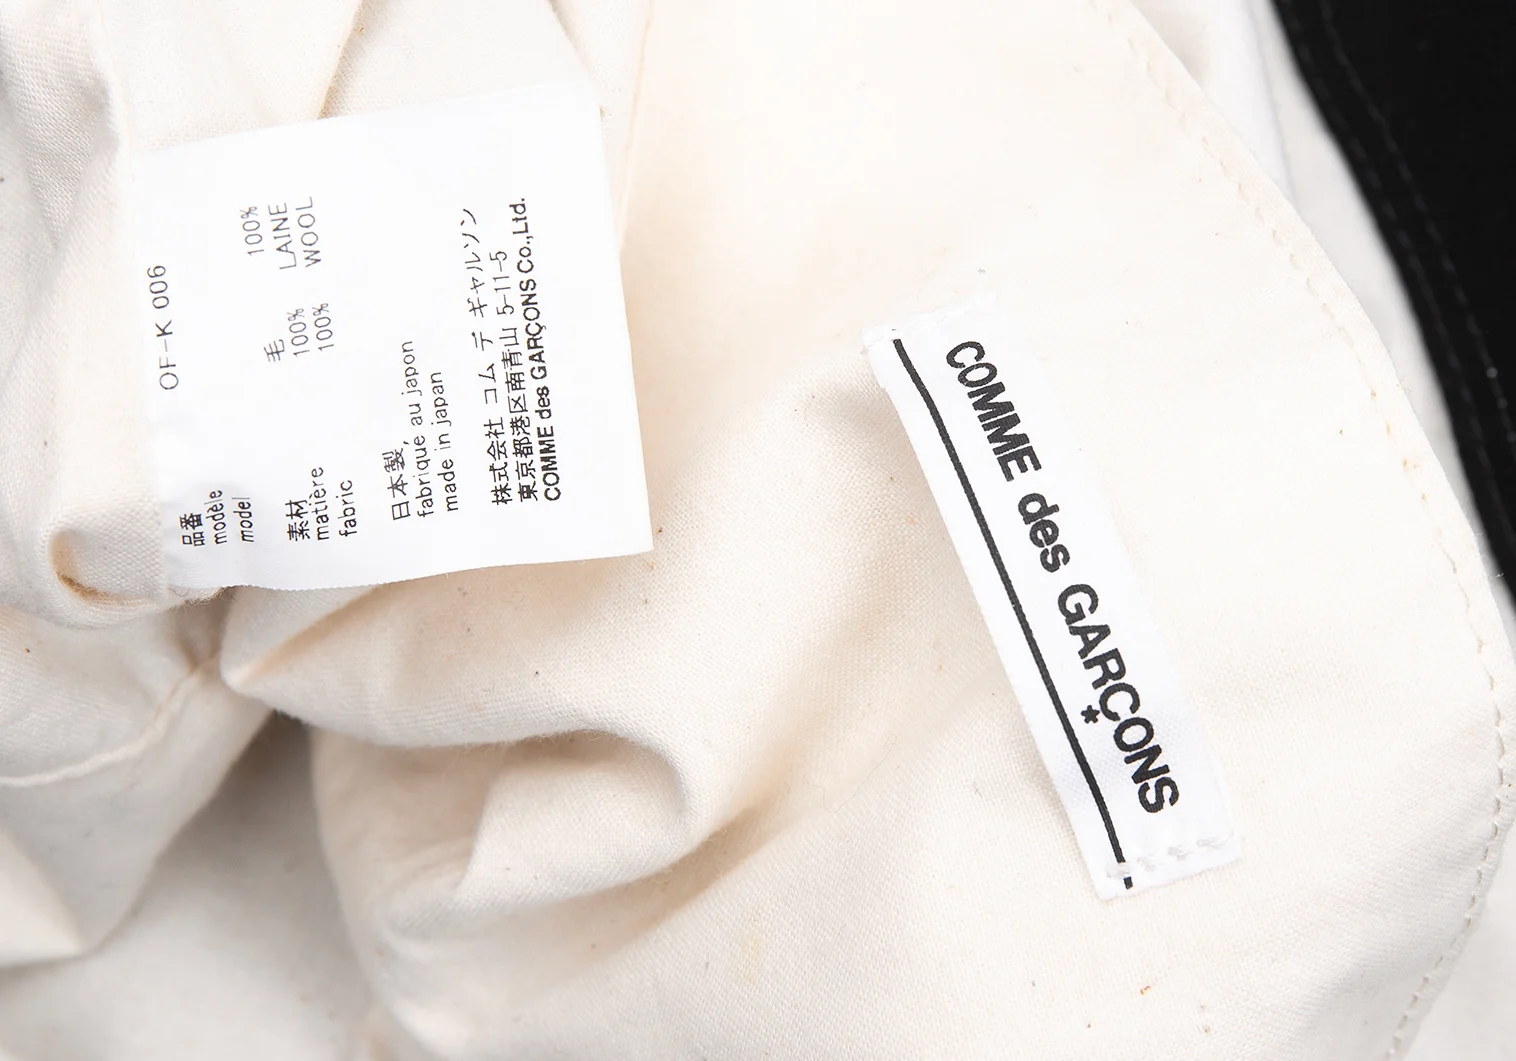 OF-K 006
品番
modèle
model
100%
毛 LAINE
100% WOOL
100%
素材
matière
fabric
日本製,
fabriqué au japon
made in japan
株式会社 コム デ ギャルソン
東京都港区南青山 5-11-5
COMME des GARÇONS Co.,Ltd.
COMME des GARÇONS
★